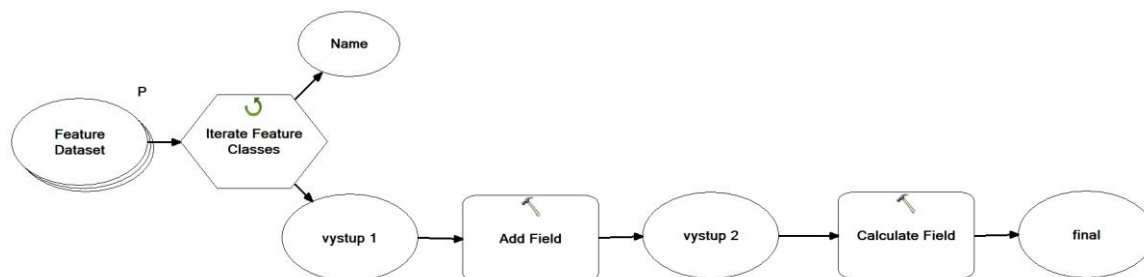 Name
P
Feature
Dataset
Iterate Feature
Classes
vystup 1
Add Field
vystup 2
Calculate Field
final